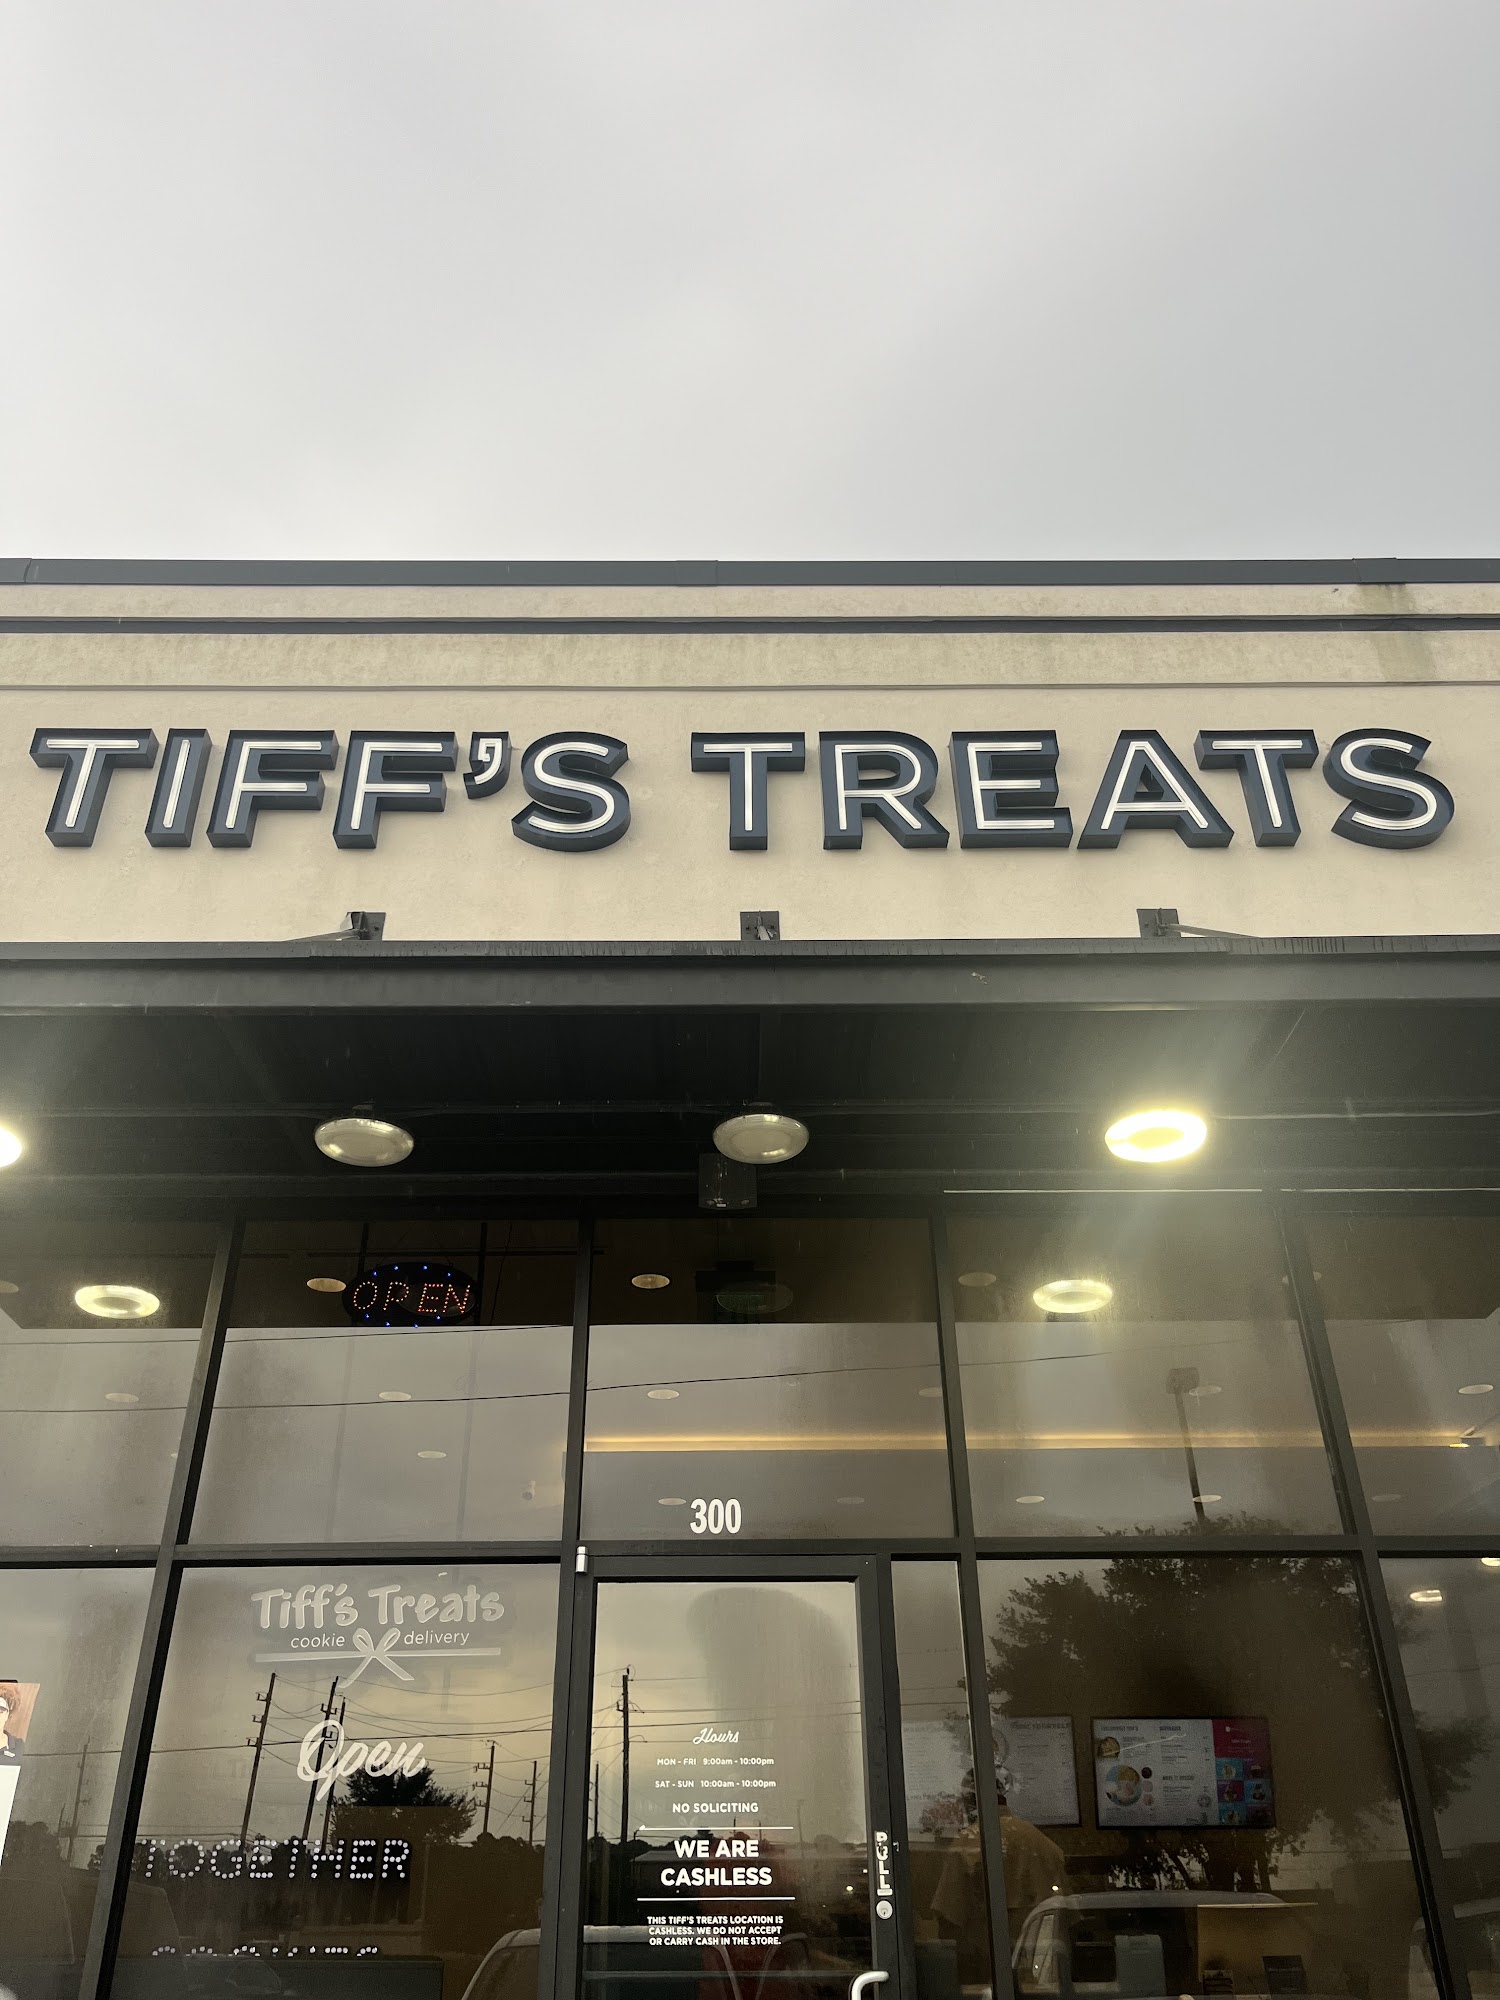 TIFF'S TREATS
OPEN
300
Tiff's Treats
cookie delivery
Open
TOGETHER
Hours
MON - FRI 9:00am - 10:00pm
SAT - SUN 10:00am - 10:00pm
NO SOLICITING
WE ARE
CASHLESS
THIS TIFF'S TREATS LOCATION IS
CASHLESS. WE DO NOT ACCEPT
OR CARRY CASH IN THE STORE.
PULL